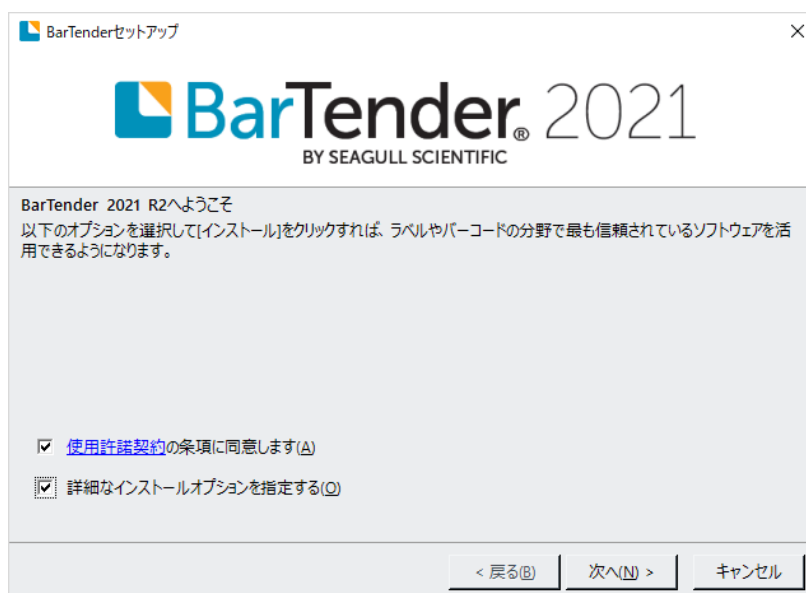 BarTenderセットアップ
BarTender® 2021
BY SEAGULL SCIENTIFIC
BarTender 2021 R2へようこそ
以下のオプションを選択して[インストール]をクリックすれば、ラベルやバーコードの分野で最も信頼されているソフトウェアを活
用できるようになります。
使用許諾契約の条項に同意します(A)
詳細なインストールオプションを指定する(O)
< 戻る(B) 次へ(N) > キャンセル